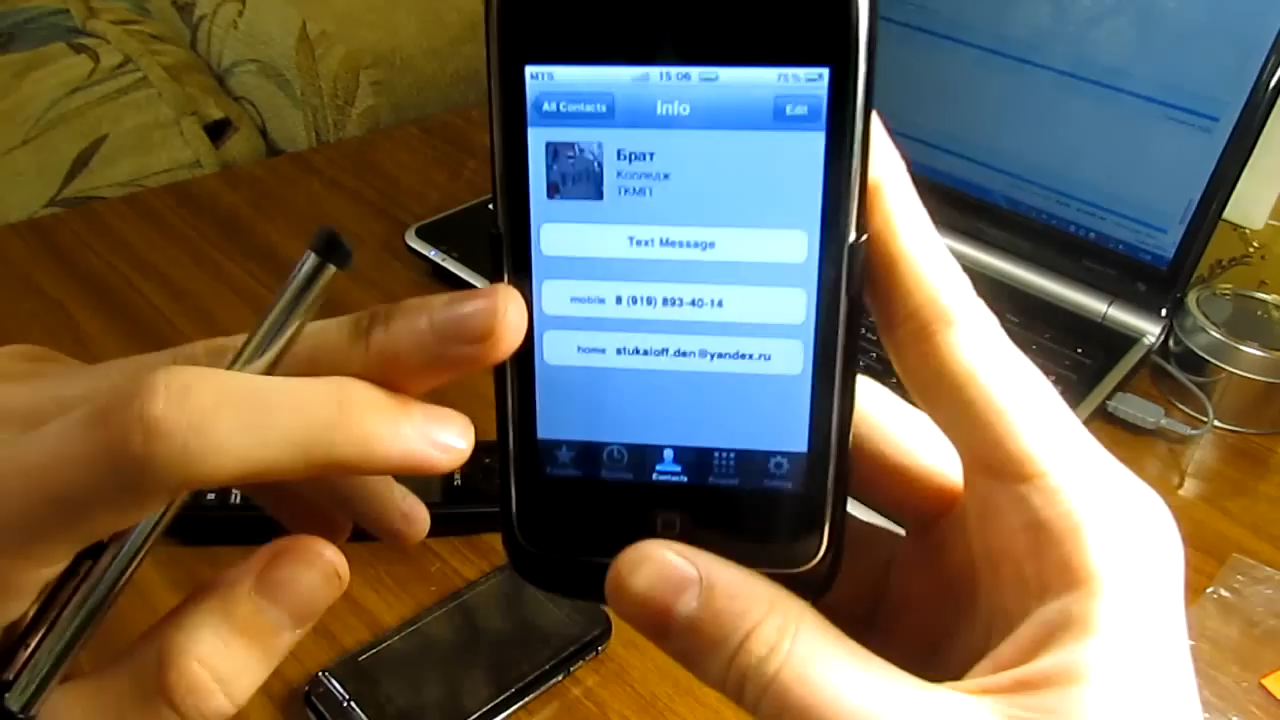 MTS 15:06 75%
All Contacts Info Edit
Брат
Колледж
ТКМП
Text Message
mobile 8 (919) 893-40-14
home stukaloff.den@yandex.ru
Contacts